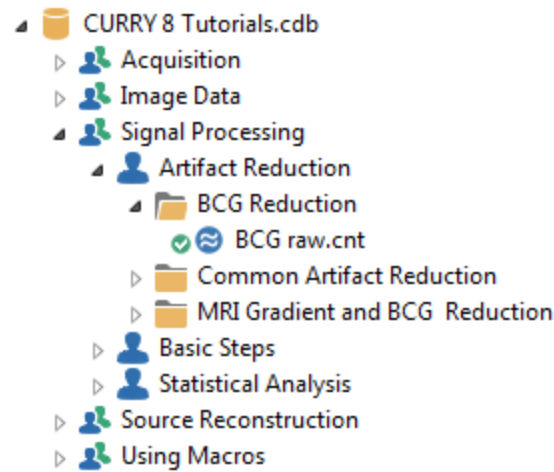 CURRY 8 Tutorials.cdb
Acquisition
Image Data
Signal Processing
Artifact Reduction
BCG Reduction
BCG raw.cnt
Common Artifact Reduction
MRI Gradient and BCG  Reduction
Basic Steps
Statistical Analysis
Source Reconstruction
Using Macros